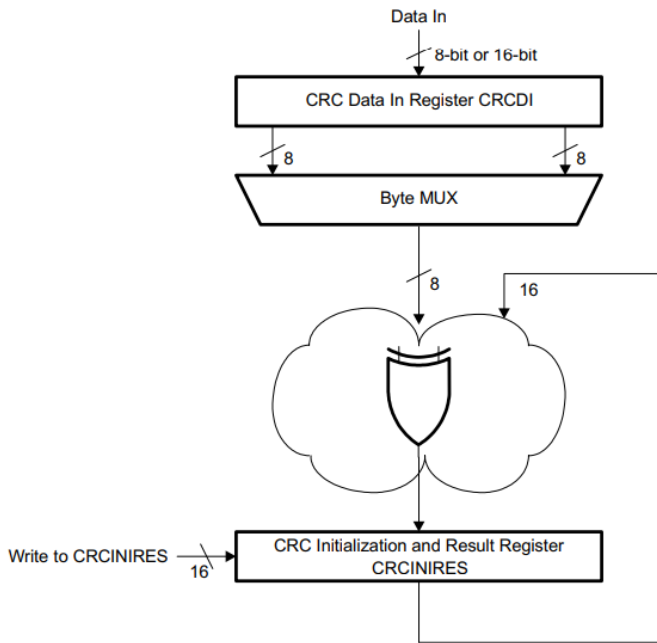 Data In
8-bit or 16-bit
CRC Data In Register CRCDI
8
8
Byte MUX
8
16
CRC Initialization and Result Register
CRCINIRES
Write to CRCINIRES
16